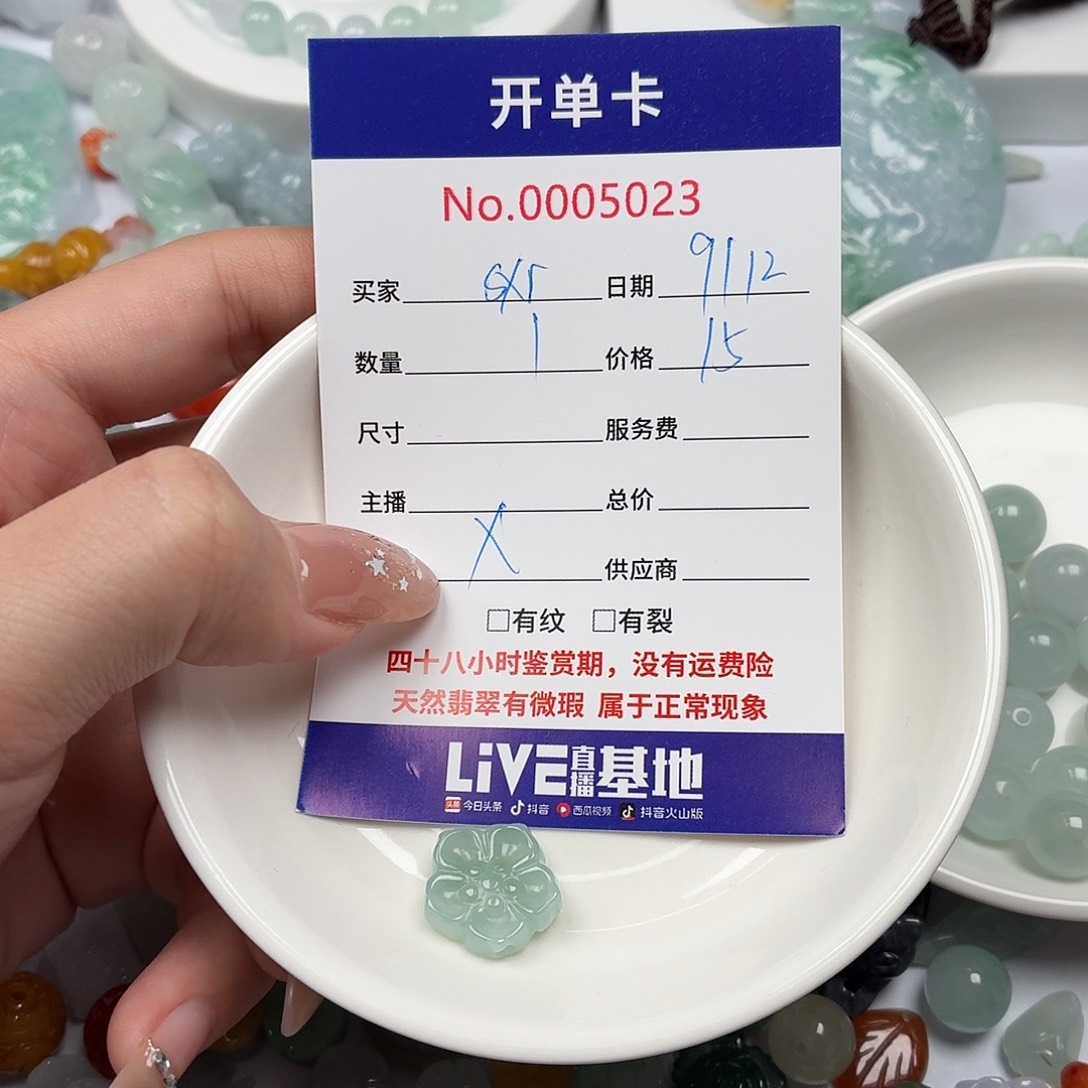 开单卡
No.0005023
买家 sxr 日期 9/12
数量 1 价格 15
尺寸 服务费
主播 总价
X 供应商
□有纹 □有裂
四十八小时鉴赏期，没有运费险
天然翡翠有微瑕 属于正常现象
LiVE直播基地
头条 今日头条 抖音 西瓜视频 抖音火山版